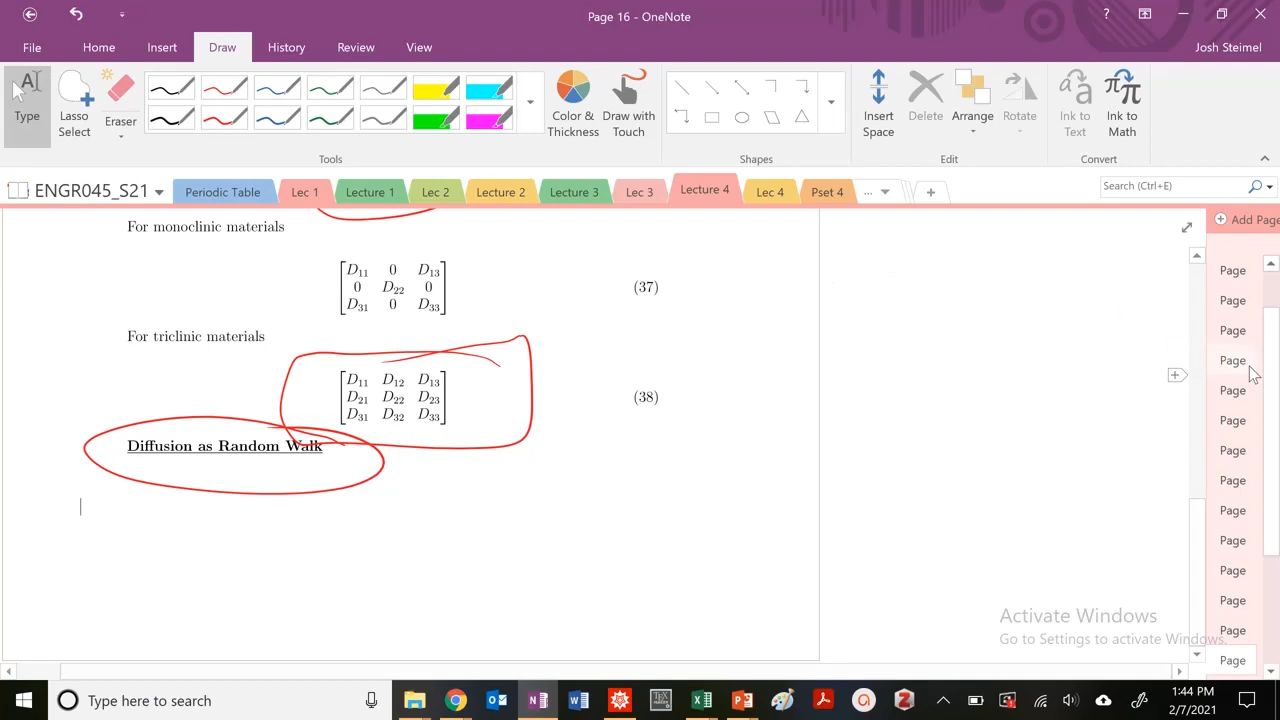 Page 16 - OneNote
?
File
Home
Insert
Draw
History
Review
View
Josh Steimel
Type
Lasso Select
Eraser
Color & Thickness
Draw with Touch
Insert Space
Delete
Arrange
Rotate
Ink to Text
Ink to Math
Tools
Shapes
Edit
Convert
ENGR045_S21
Periodic Table
Lec 1
Lecture 1
Lec 2
Lecture 2
Lecture 3
Lec 3
Lecture 4
Lec 4
Pset 4
...
Search (Ctrl+E)
Add Page
For monoclinic materials
D11 0 D13
0 D22 0
D31 0 D33
(37)
For triclinic materials
D11 D12 D13
D21 D22 D23
D31 D32 D33
(38)
Diffusion as Random Walk
Page
Page
Page
Page
Page
Page
Page
Page
Page
Page
Page
Page
Page
Page
Activate Windows
Go to Settings to activate Windows.
Type here to search
1:44 PM
2/7/2021